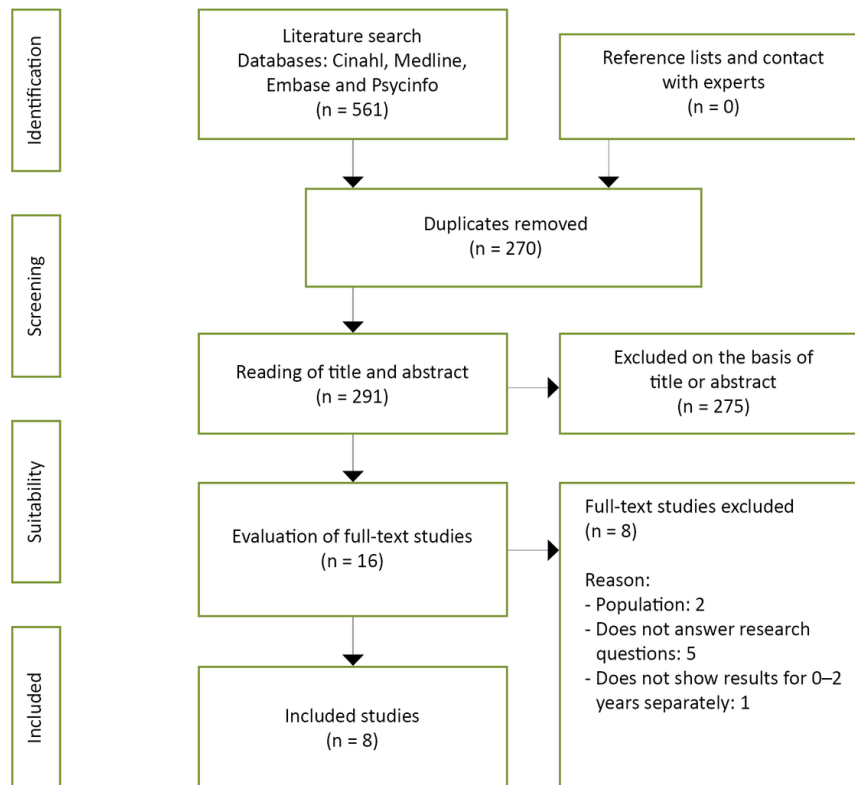 Identification
Literature search
Databases: Cinahl, Medline,
Embase and Psycinfo
(n = 561)
Reference lists and contact
with experts
(n = 0)
Duplicates removed
(n = 270)
Screening
Reading of title and abstract
(n = 291)
Excluded on the basis of
title or abstract
(n = 275)
Suitability
Evaluation of full-text studies
(n = 16)
Full-text studies excluded
(n = 8)
Reason:
- Population: 2
- Does not answer research
questions: 5
- Does not show results for 0–2
years separately: 1
Included
Included studies
(n = 8)